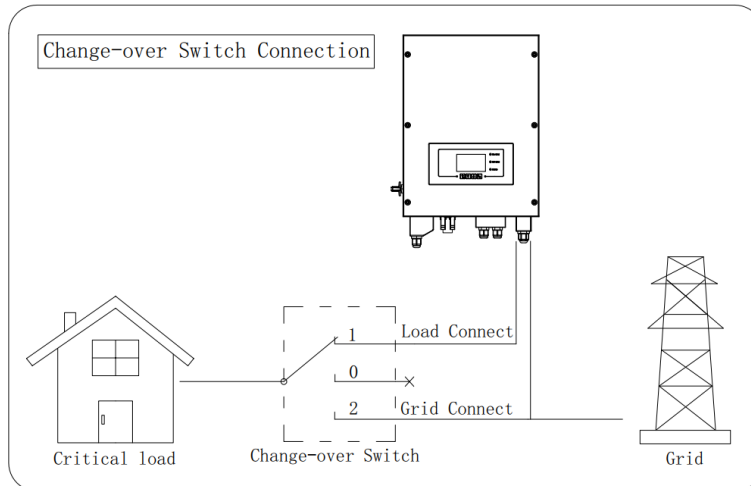 Change-over Switch Connection
1
Load Connect
0
2
Grid Connect
Critical load
Change-over Switch
Grid